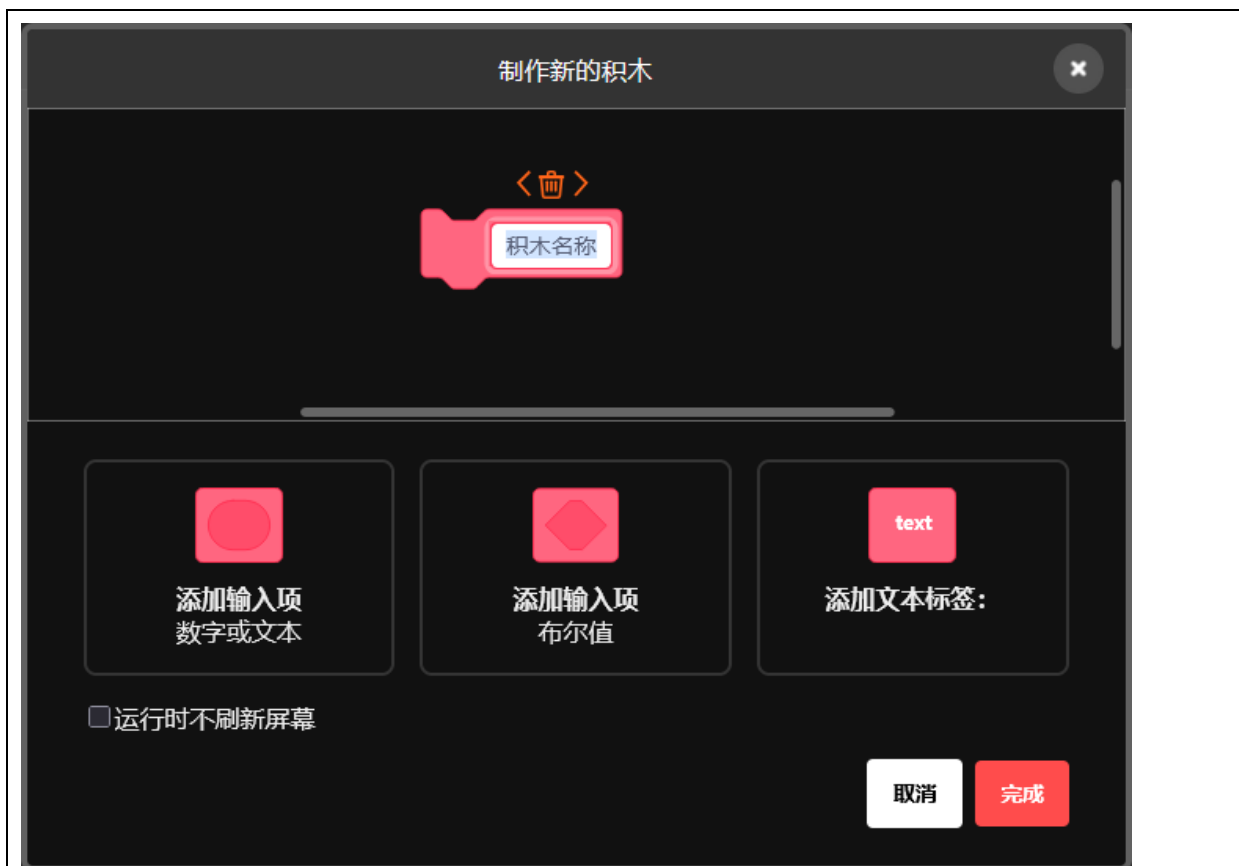 制作新的积木
积木名称
text
添加输入项
数字或文本
添加输入项
布尔值
添加文本标签：
运行时不刷新屏幕
取消
完成